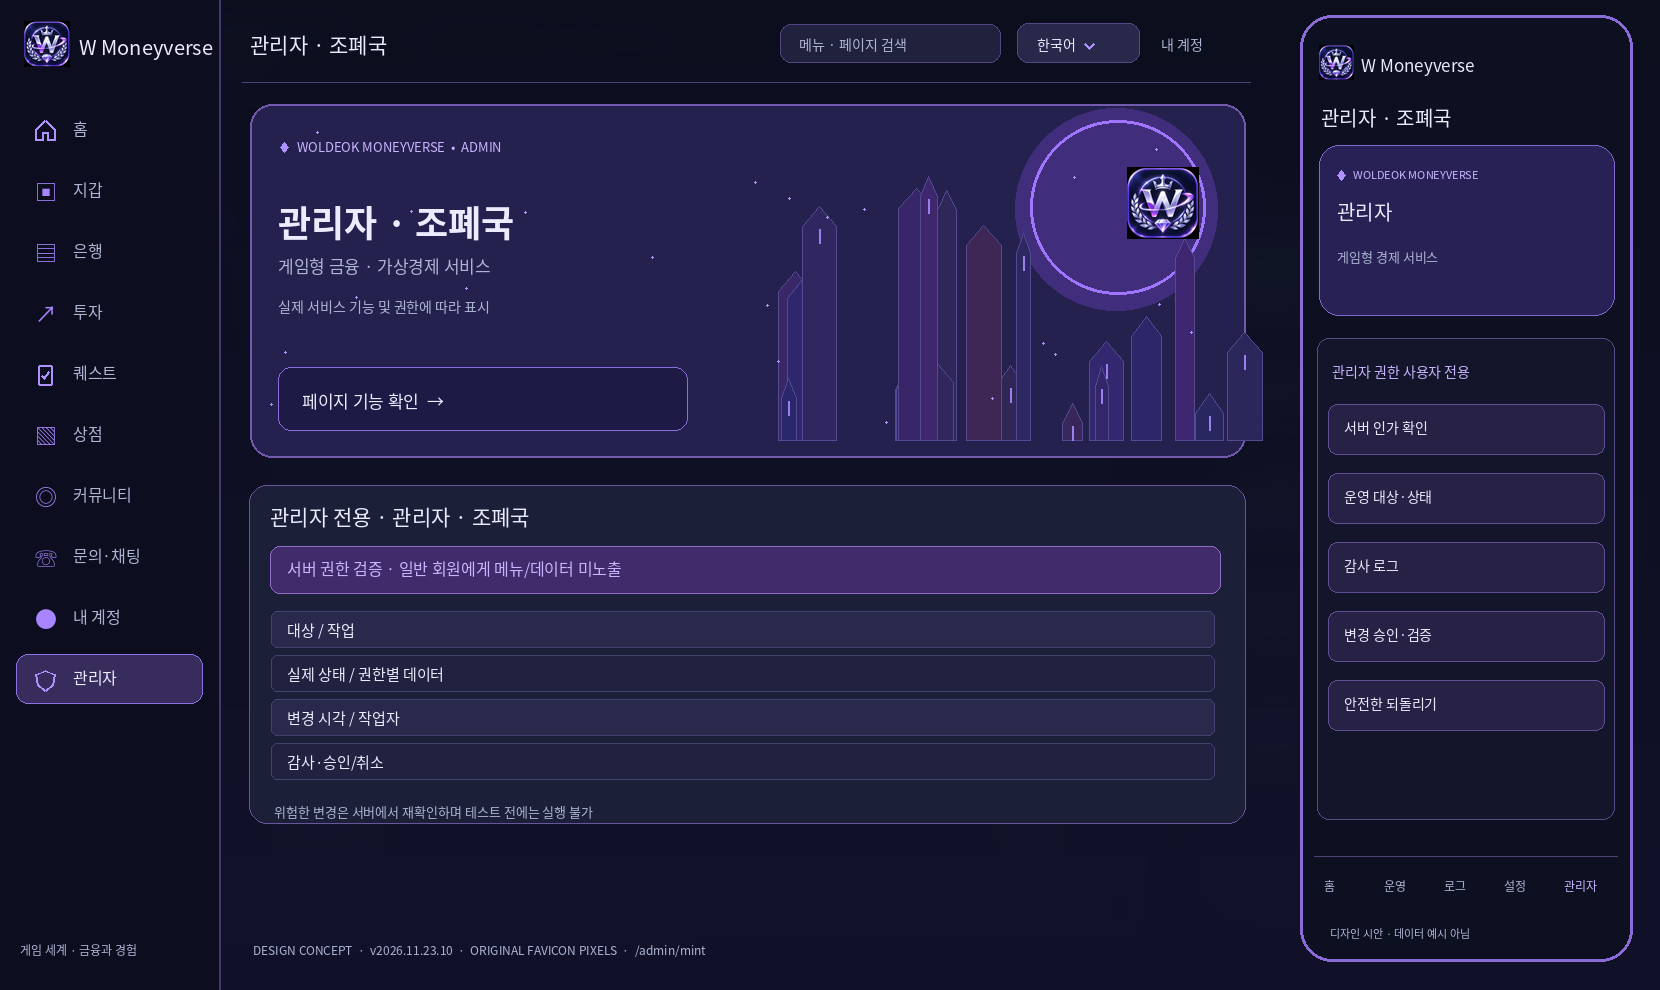 W Moneyverse
홈
지갑
은행
투자
퀘스트
상점
커뮤니티
문의·채팅
내 계정
관리자
게임 세계 · 금융과 경험
관리자 · 조폐국
메뉴 · 페이지 검색
한국어
내 계정
WOLDEOK MONEYVERSE • ADMIN
관리자 · 조폐국
게임형 금융 · 가상경제 서비스
실제 서비스 기능 및 권한에 따라 표시
페이지 기능 확인 →
W
관리자 전용 · 관리자 · 조폐국
서버 권한 검증 · 일반 회원에게 메뉴/데이터 미노출
대상 / 작업
실제 상태 / 권한별 데이터
변경 시각 / 작업자
감사·승인/취소
위험한 변경은 서버에서 재확인하며 테스트 전에는 실행 불가
DESIGN CONCEPT · v2026.11.23.10 · ORIGINAL FAVICON PIXELS · /admin/mint
W Moneyverse
관리자 · 조폐국
WOLDEOK MONEYVERSE
관리자
게임형 경제 서비스
관리자 권한 사용자 전용
서버 인가 확인
운영 대상·상태
감사 로그
변경 승인·검증
안전한 되돌리기
홈 운영 로그 설정 관리자
디자인 시안 · 데이터 예시 아님